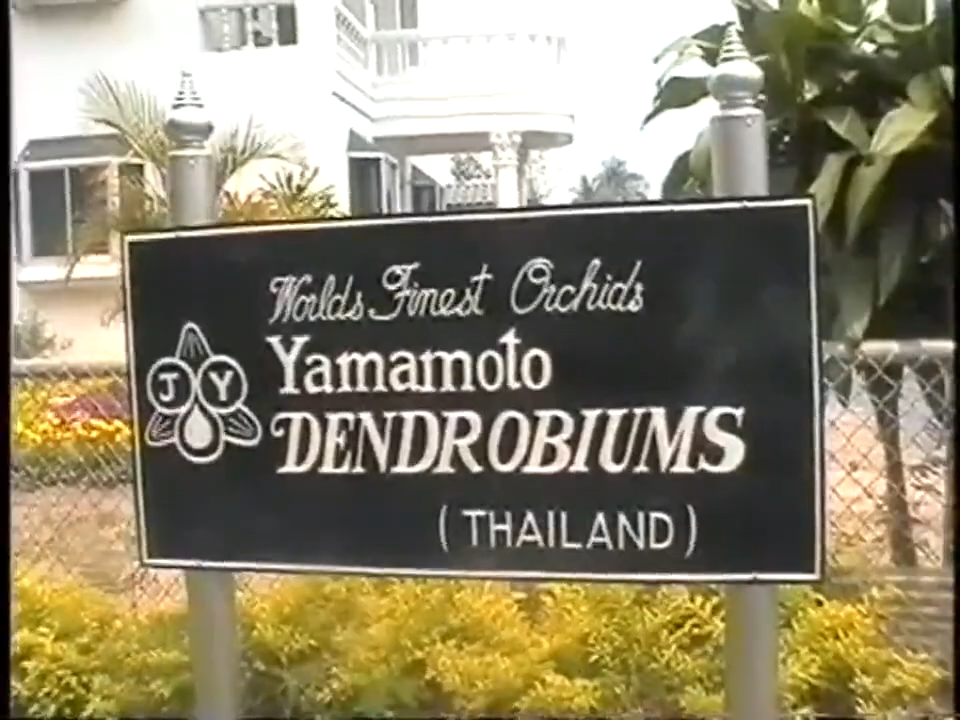 Worlds Finest Orchids
J Y
Yamamoto
DENDROBIUMS
(THAILAND)